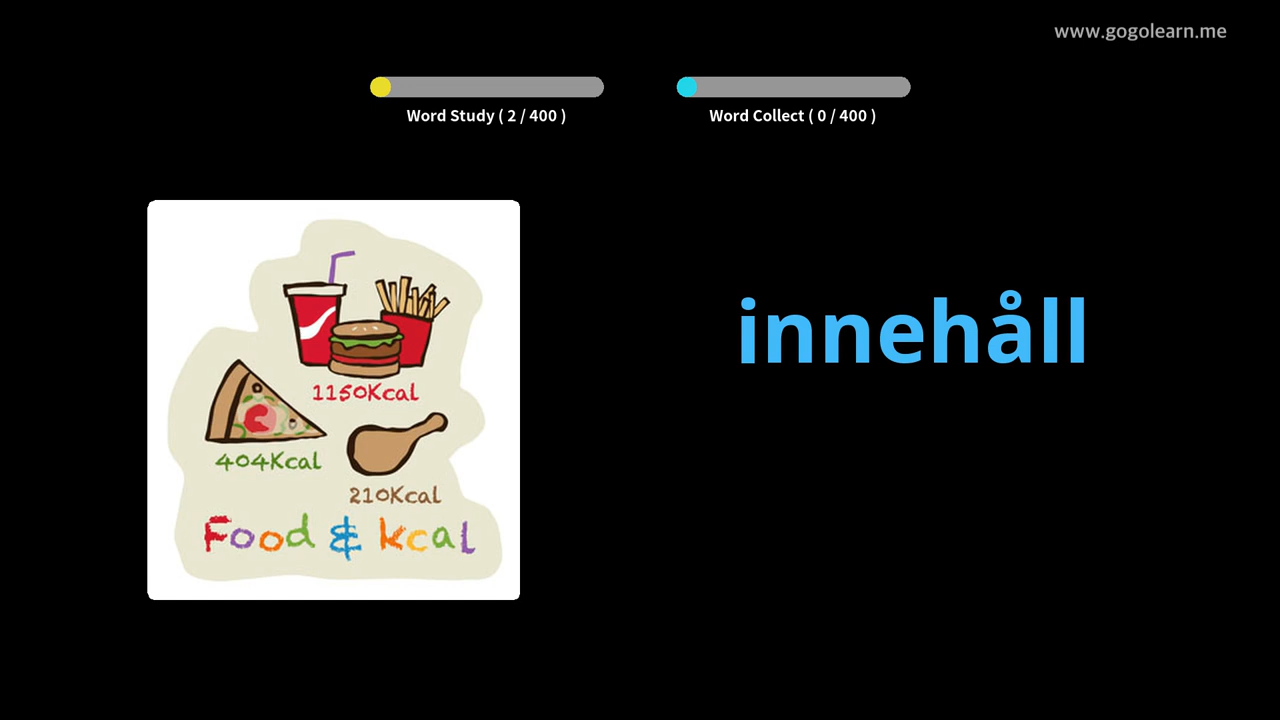 www.gogolearn.me
Word Study ( 2 / 400 )
Word Collect ( 0 / 400 )
1150Kcal
404Kcal
210Kcal
Food & kcal
innehåll